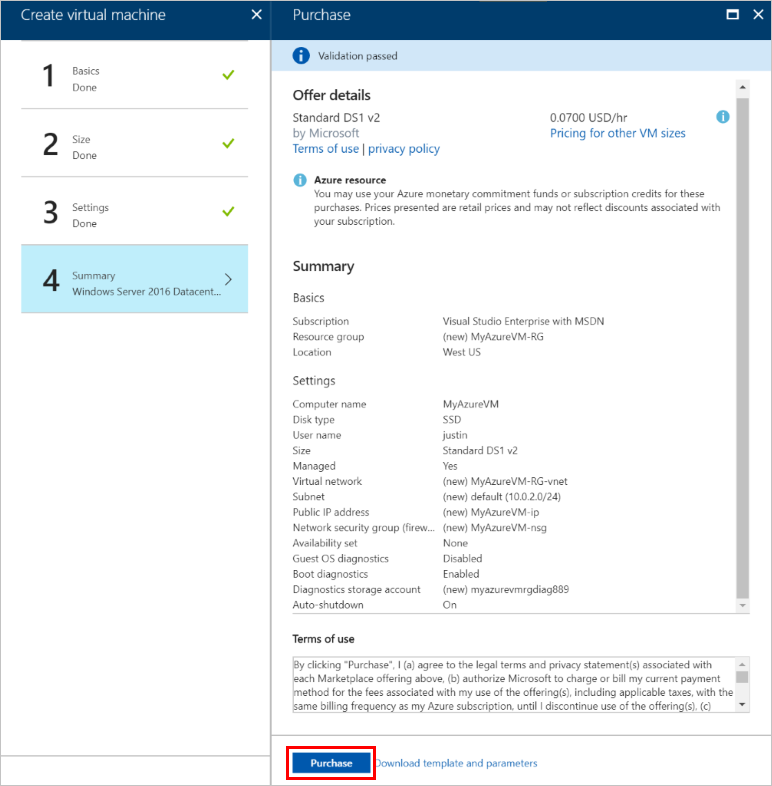 Create virtual machine
1
Basics
Done
2
Size
Done
3
Settings
Done
4
Summary
Windows Server 2016 Datacent...
Purchase
Validation passed
Offer details
Standard DS1 v2
by Microsoft
Terms of use | privacy policy
0.0700 USD/hr
Pricing for other VM sizes
Azure resource
You may use your Azure monetary commitment funds or subscription credits for these
purchases. Prices presented are retail prices and may not reflect discounts associated with
your subscription.
Summary
Basics
Subscription Visual Studio Enterprise with MSDN
Resource group (new) MyAzureVM-RG
Location West US
Settings
Computer name MyAzureVM
Disk type SSD
User name justin
Size Standard DS1 v2
Managed Yes
Virtual network (new) MyAzureVM-RG-vnet
Subnet (new) default (10.0.2.0/24)
Public IP address (new) MyAzureVM-ip
Network security group (firew... (new) MyAzureVM-nsg
Availability set None
Guest OS diagnostics Disabled
Boot diagnostics Enabled
Diagnostics storage account (new) myazurevmrgdiag889
Auto-shutdown On
Terms of use
By clicking "Purchase", I (a) agree to the legal terms and privacy statement(s) associated with
each Marketplace offering above, (b) authorize Microsoft to charge or bill my current payment
method for the fees associated with my use of the offering(s), including applicable taxes, with the
same billing frequency as my Azure subscription, until I discontinue use of the offering(s), (c)
Purchase
Download template and parameters